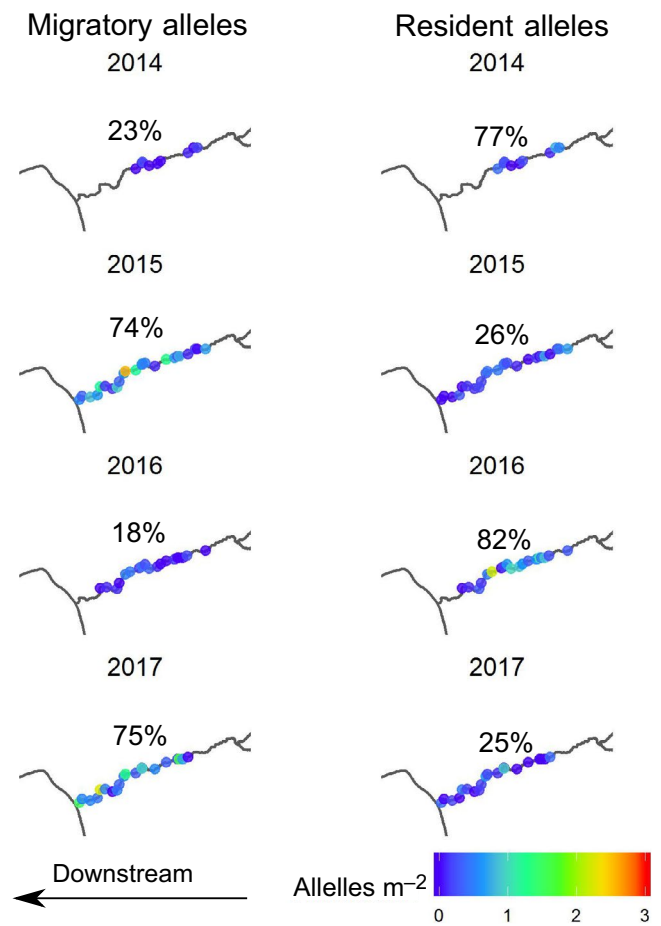 Migratory alleles Resident alleles
2014 2014
23% 77%
2015 2015
74% 26%
2016 2016
18% 82%
2017 2017
75% 25%
Downstream
Allelles m–2
0 1 2 3